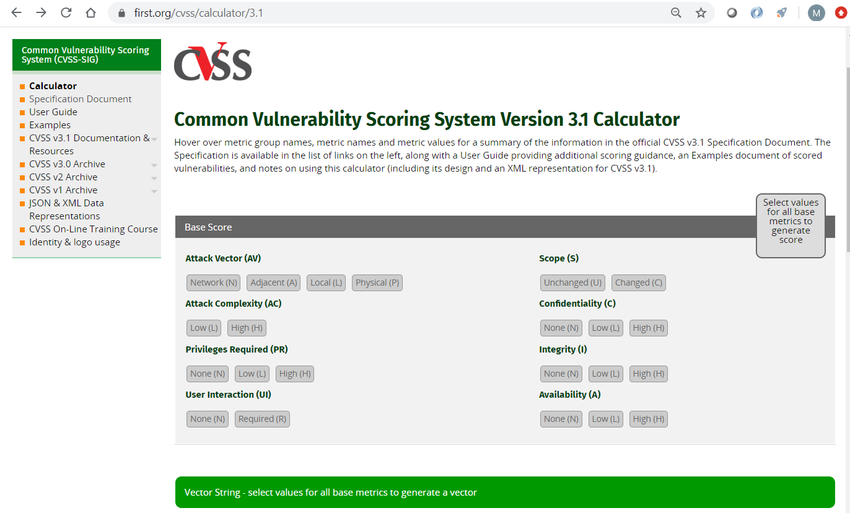 first.org/cvss/calculator/3.1
M
Common Vulnerability Scoring
System (CVSS-SIG)
Calculator
Specification Document
User Guide
Examples
CVSS v3.1 Documentation &
Resources
CVSS v3.0 Archive
CVSS v2 Archive
CVSS v1 Archive
JSON & XML Data
Representations
CVSS On-Line Training Course
Identity & logo usage
CVSS
Common Vulnerability Scoring System Version 3.1 Calculator
Hover over metric group names, metric names and metric values for a summary of the information in the official CVSS v3.1 Specification Document. The
Specification is available in the list of links on the left, along with a User Guide providing additional scoring guidance, an Examples document of scored
vulnerabilities, and notes on using this calculator (including its design and an XML representation for CVSS v3.1).
Select values
for all base
metrics to
generate
score
Base Score
Attack Vector (AV)
Network (N) Adjacent (A) Local (L) Physical (P)
Attack Complexity (AC)
Low (L) High (H)
Privileges Required (PR)
None (N) Low (L) High (H)
User Interaction (UI)
None (N) Required (R)
Scope (S)
Unchanged (U) Changed (C)
Confidentiality (C)
None (N) Low (L) High (H)
Integrity (I)
None (N) Low (L) High (H)
Availability (A)
None (N) Low (L) High (H)
Vector String - select values for all base metrics to generate a vector